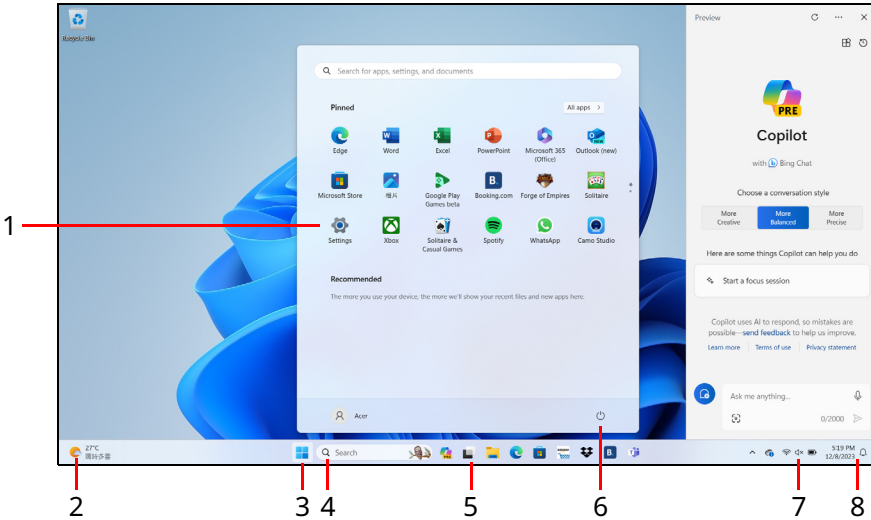 Recycle Bin
Search for apps, settings, and documents
Pinned
All apps >
Edge
Word
Excel
PowerPoint
Microsoft 365
(Office)
Outlook (new)
Microsoft Store
相片
Google Play
Games beta
Booking.com
Forge of Empires
Solitaire
Settings
Xbox
Solitaire &
Casual Games
Spotify
WhatsApp
Camo Studio
Recommended
The more you use your device, the more we'll show your recent files and new apps here.
Acer
Preview
PRE
Copilot
with b Bing Chat
Choose a conversation style
More
Creative
More
Balanced
More
Precise
Here are some things Copilot can help you do
Start a focus session
Copilot uses AI to respond, so mistakes are
possible—send feedback to help us improve.
Learn more
Terms of use
Privacy statement
Ask me anything...
0/2000
27°C
Search
5:19 PM
12/8/2023
1
2
3
4
5
6
7
8